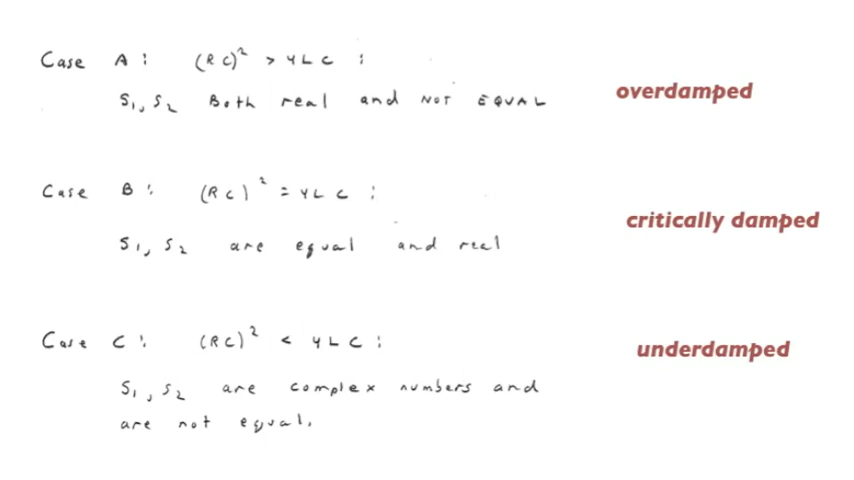 Case A: (RC)² > 4LC :
S₁, S₂ Both real and NOT EQUAL
overdamped
Case B: (RC)² = 4LC :
S₁, S₂ are equal and real
critically damped
Case C: (RC)² < 4LC :
S₁, S₂ are complex numbers and
are not equal.
underdamped